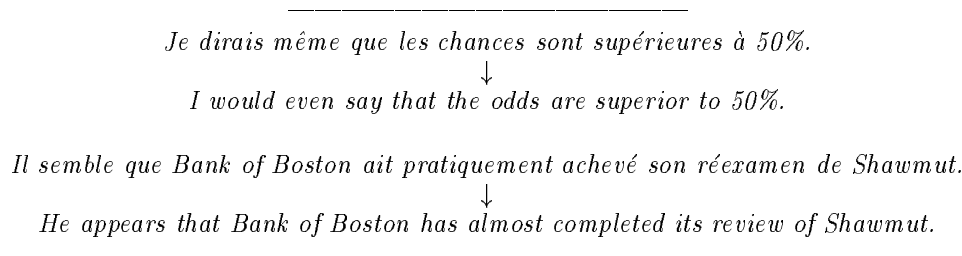 Je dirais même que les chances sont supérieures à 50%.
↓
I would even say that the odds are superior to 50%.
Il semble que Bank of Boston ait pratiquement achevé son réexamen de Shawmut.
↓
He appears that Bank of Boston has almost completed its review of Shawmut.